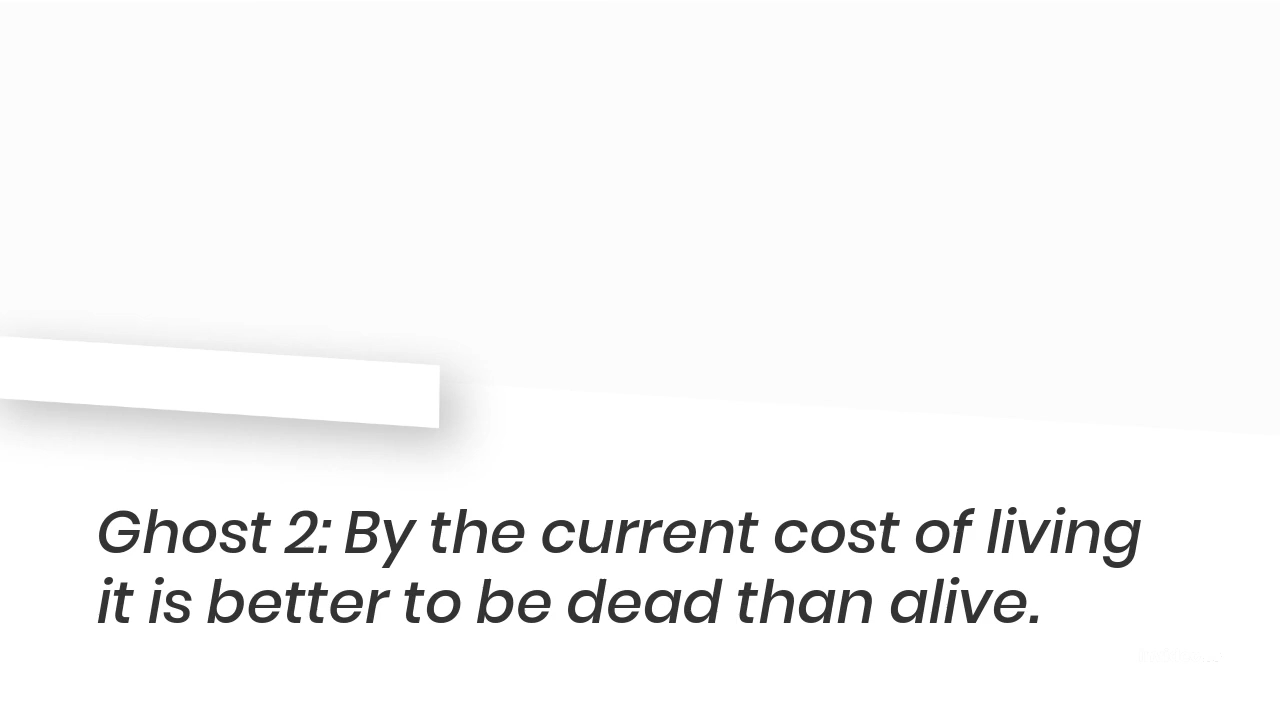 Ghost 2: By the current cost of living
it is better to be dead than alive.